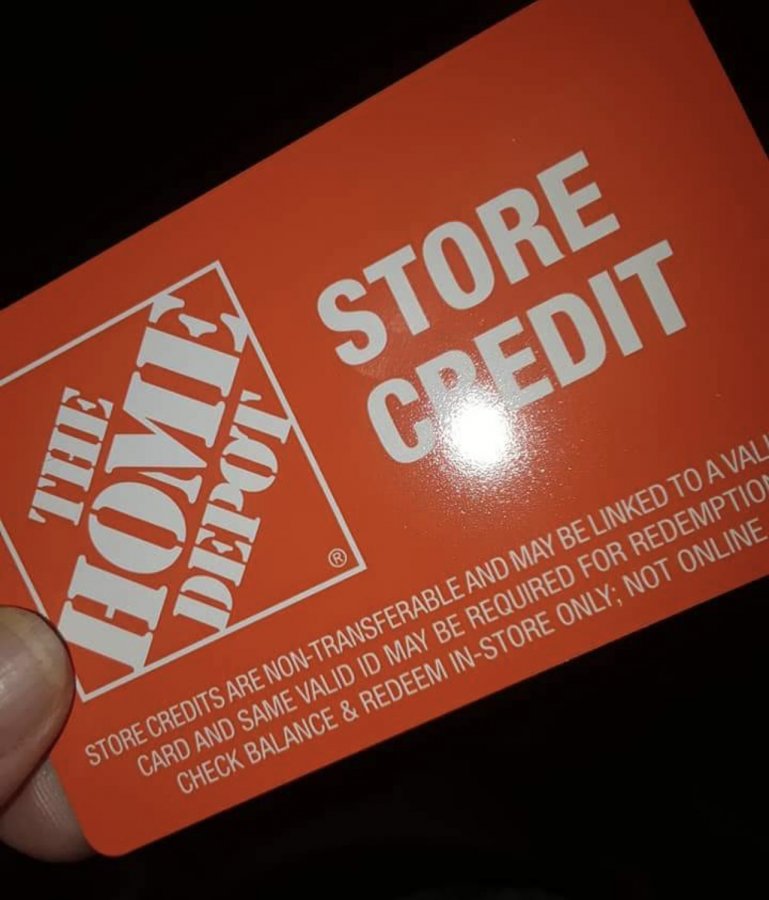 THE
HOME
DEPOT
®
STORE
CREDIT
STORE CREDITS ARE NON-TRANSFERABLE AND MAY BE LINKED TO A
CARD AND SAME VALID ID MAY BE REQUIRED FOR REDEMPTION
CHECK BALANCE & REDEEM IN-STORE ONLY; NOT ONLINE